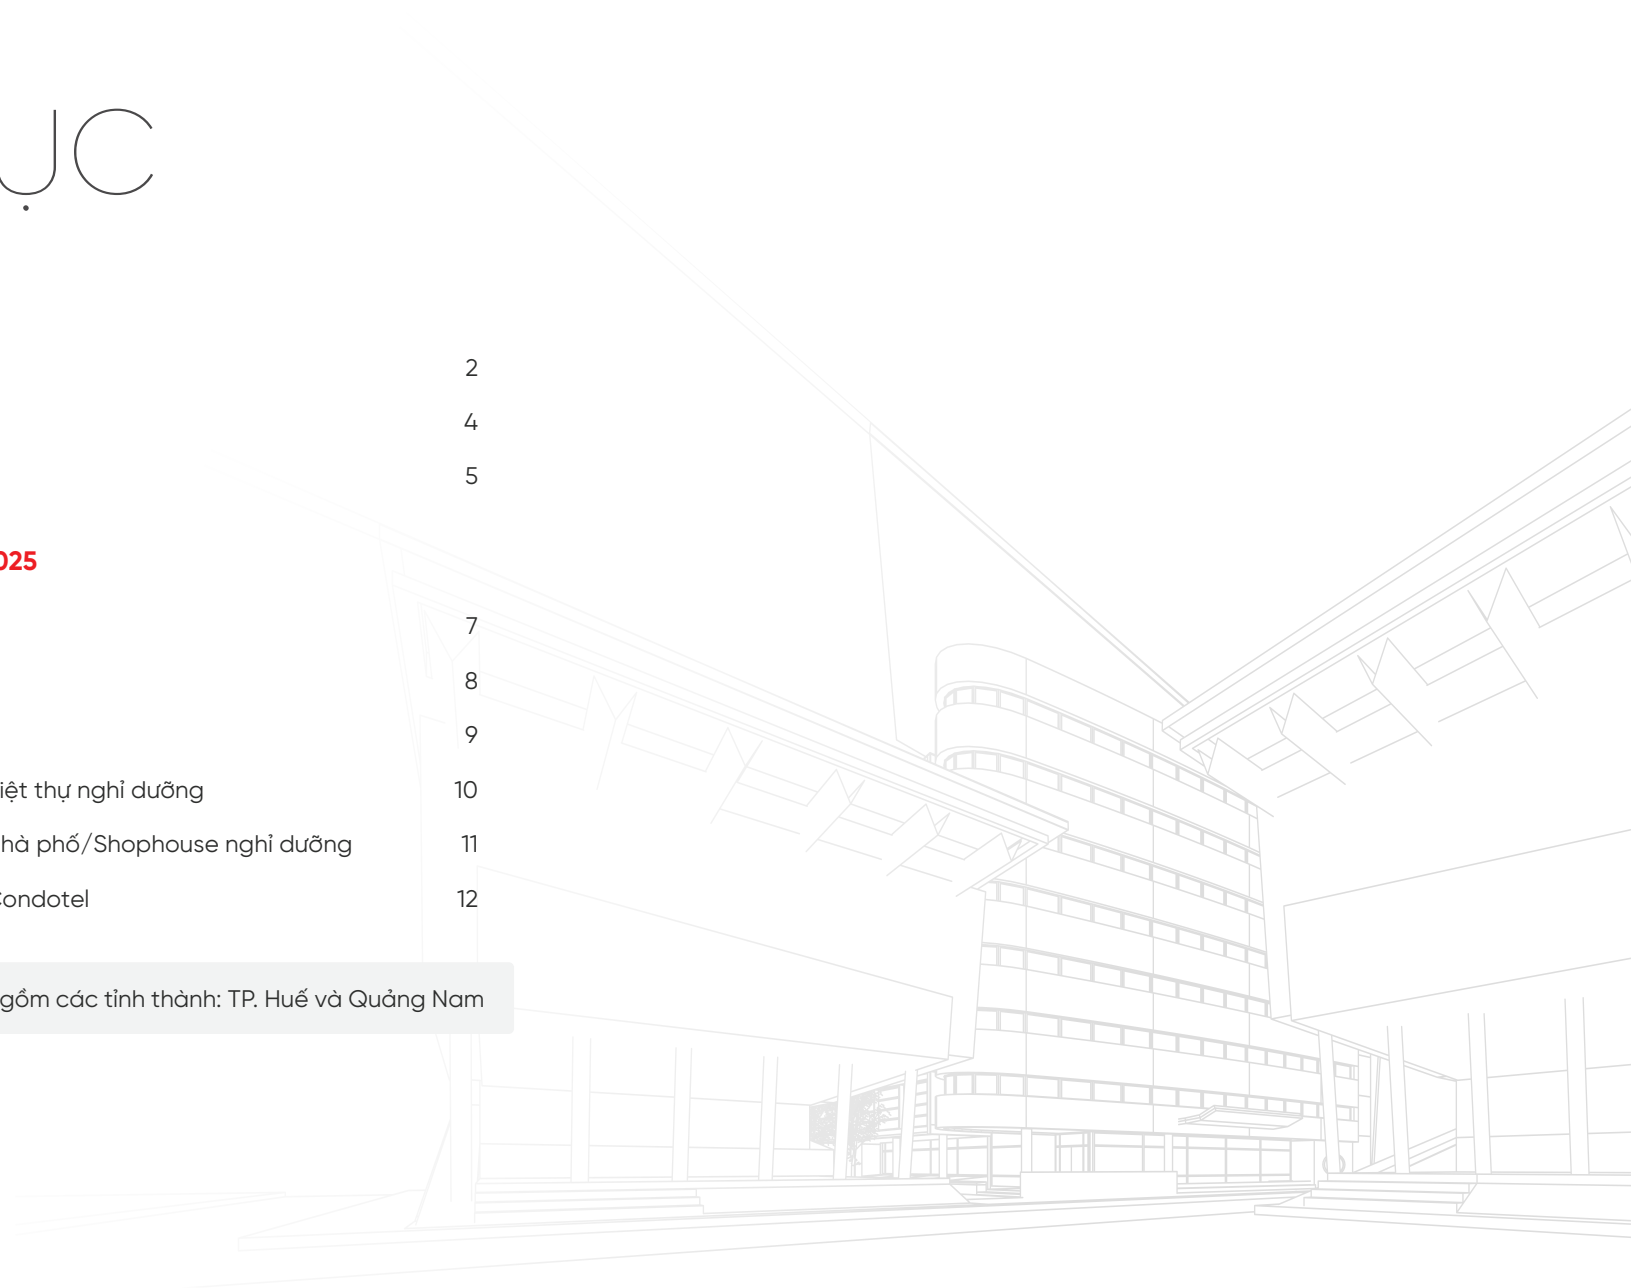 ỤC
2
4
5
025
7
8
9
iệt thự nghỉ dưỡng 10
hà phố/Shophouse nghỉ dưỡng 11
Condotel 12
gồm các tỉnh thành: TP. Huế và Quảng Nam